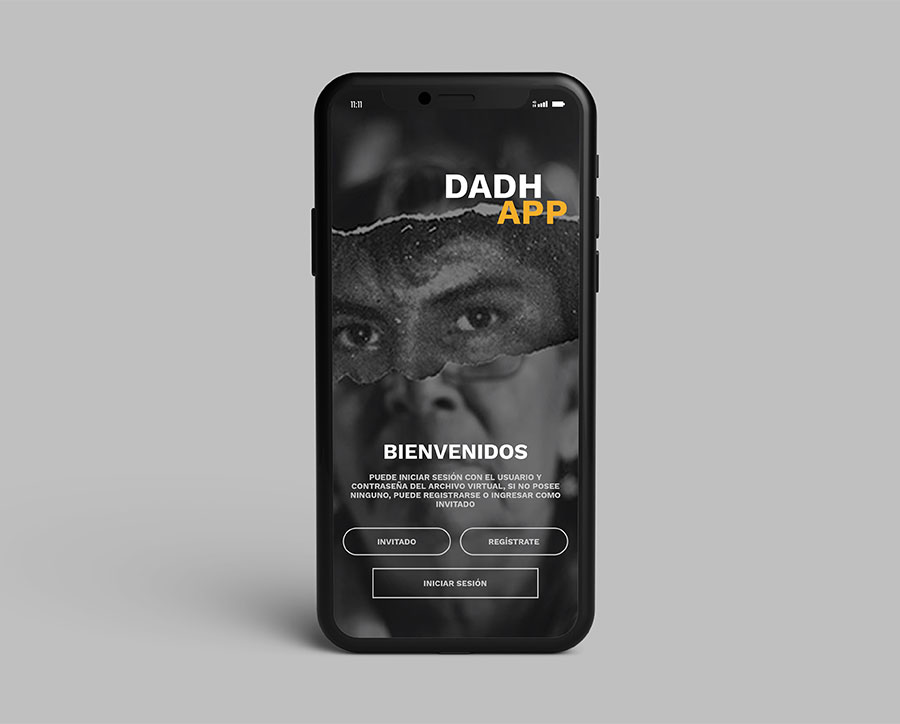 11:11
DADH
APP
BIENVENIDOS
PUEDE INICIAR SESIÓN CON EL USUARIO Y
CONTRASEÑA DEL ARCHIVO VIRTUAL, SI NO POSEE
NINGUNO, PUEDE REGISTRARSE O INGRESAR COMO
INVITADO
INVITADO
REGÍSTRATE
INICIAR SESIÓN